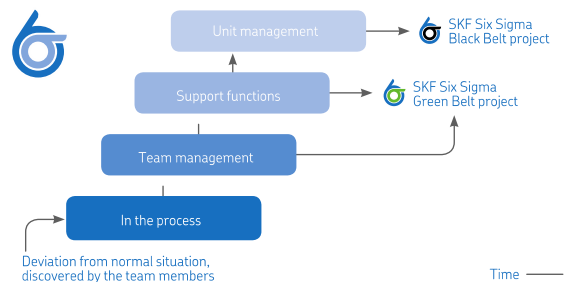 Unit management
SKF Six Sigma
Black Belt project
Support functions
SKF Six Sigma
Green Belt project
Team management
In the process
Deviation from normal situation,
discovered by the team members
Time